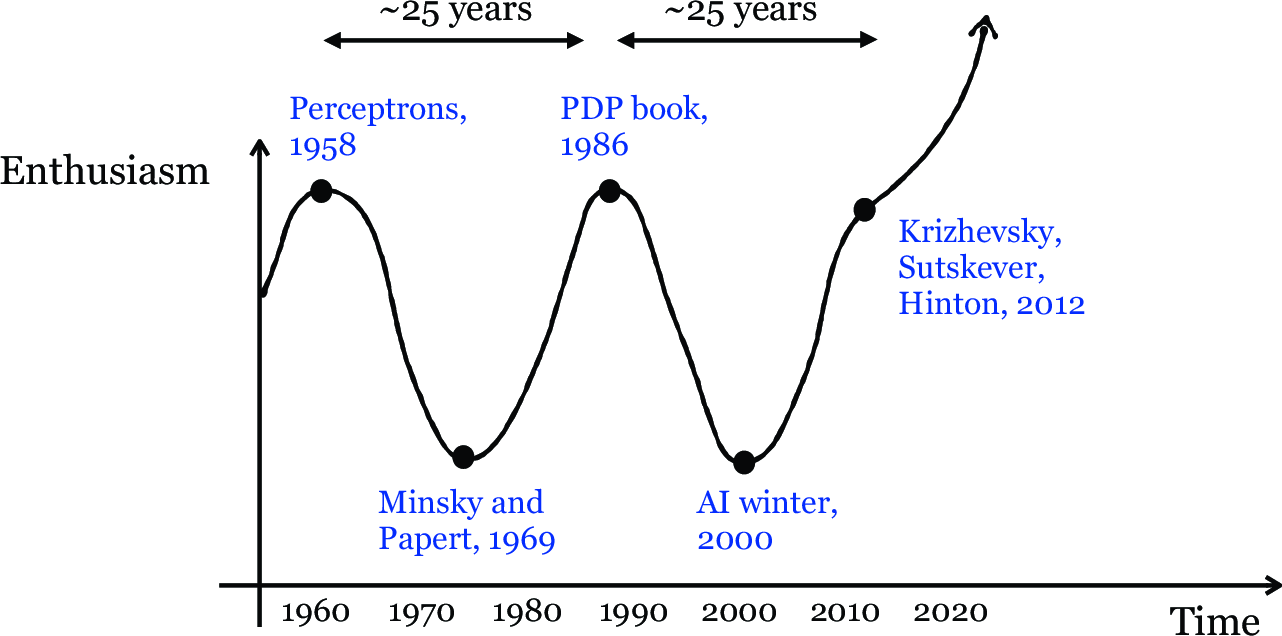 ~25 years
~25 years
Perceptrons,
1958
PDP book,
1986
Enthusiasm
Krizhevsky,
Sutskever,
Hinton, 2012
Minsky and
Papert, 1969
AI winter,
2000
1960 1970 1980 1990 2000 2010 2020
Time